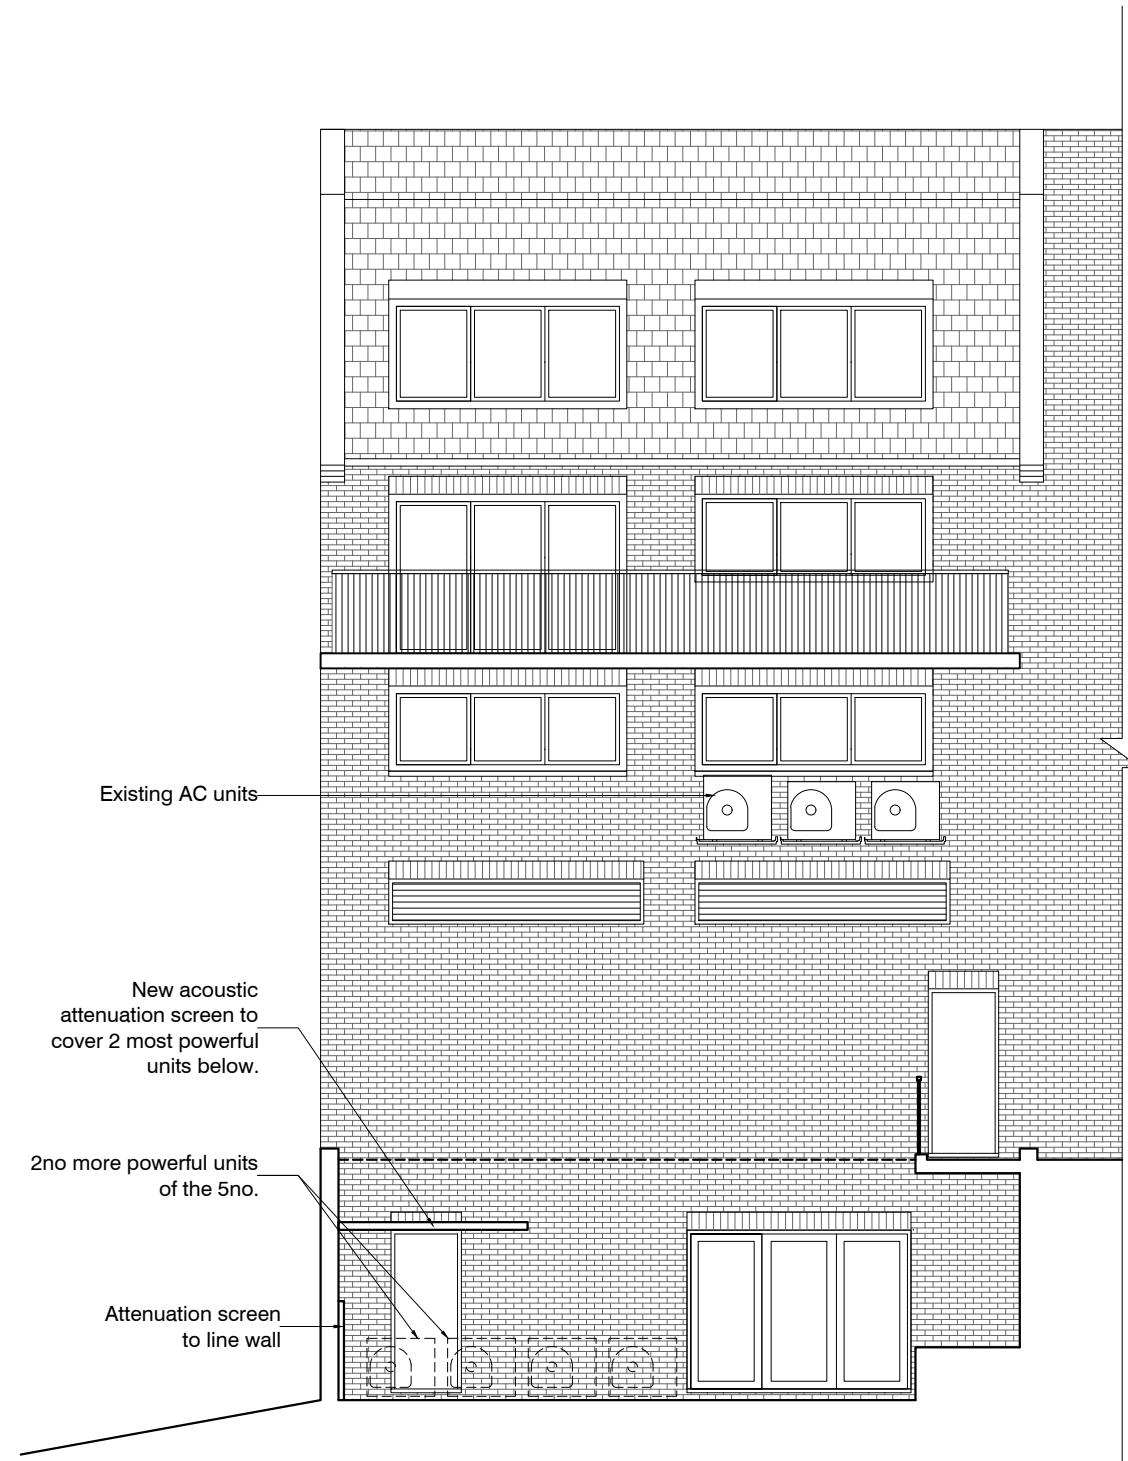 Existing AC units
New acoustic
attenuation screen to
cover 2 most powerful
units below.
2no more powerful units
of the 5no.
Attenuation screen
to line wall